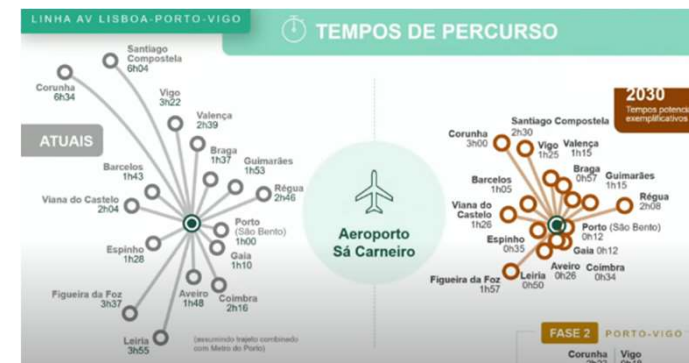 LINHA AV LISBOA-PORTO-VIGO
TEMPOS DE PERCURSO
ATUAIS
Santiago
Compostela
6h04
Corunha
6h34
Vigo
3h22
Valença
2h39
Braga
1h37
Guimarães
1h53
Barcelos
1h43
Régua
2h46
Viana do Castelo
2h04
Porto
(São Bento)
1h00
Gaia
1h10
Espinho
1h28
Aveiro
1h48
Coimbra
2h16
Figueira da Foz
3h37
Leiria
3h55
(assumindo trajeto combinado
com Metro do Porto)
Aeroporto
Sá Carneiro
2030
Tempos potenciais
exemplificativos
Santiago Compostela
2h30
Corunha
3h00
Vigo
1h25
Valença
1h15
Braga
0h57
Guimarães
1h15
Barcelos
1h05
Régua
2h08
Viana do
Castelo
1h26
Porto (São Bento)
0h12
Espinho
0h35
Gaia 0h12
Aveiro
0h26
Coimbra
0h34
Figueira da Foz
1h57
Leiria
0h50
FASE 2
PORTO-VIGO
Corunha
Vigo